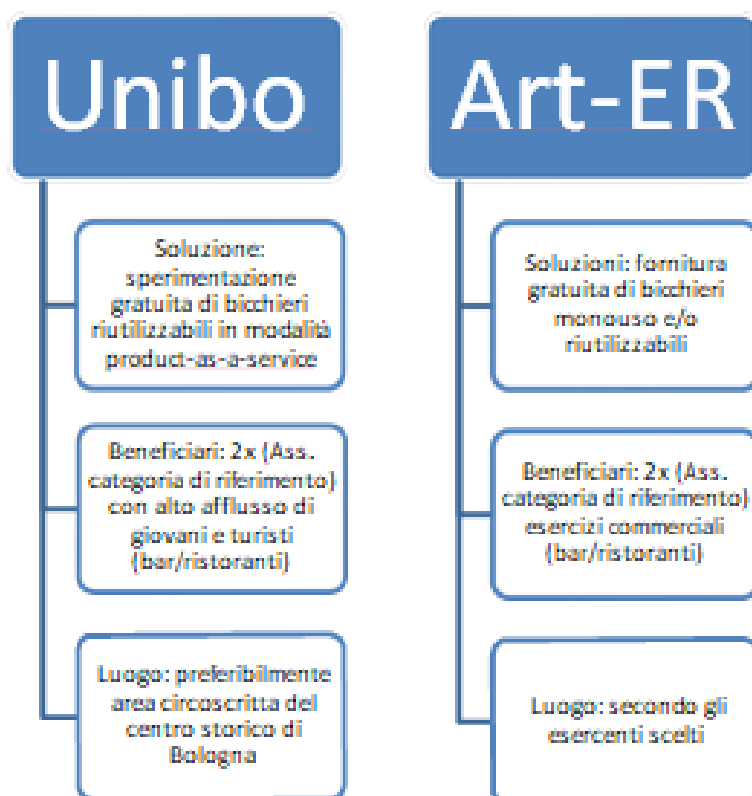 Unibo
Soluzione:
sperimentazione
gratuita di bicchieri
riutilizzabili in modalità
product-as-a-service
Beneficiari: 2x (Ass.
categoria di riferimento)
con alto afflusso di
giovani e turisti
(bar/ristoranti)
Luogo: preferibilmente
area circoscritta del
centro storico di
Bologna
Art-ER
Soluzioni: fornitura
gratuita di bicchieri
monouso e/o
riutilizzabili
Beneficiari: 2x (Ass.
categoria di riferimento)
esercizi commerciali
(bar/ristoranti)
Luogo: secondo gli
esercenti scelti